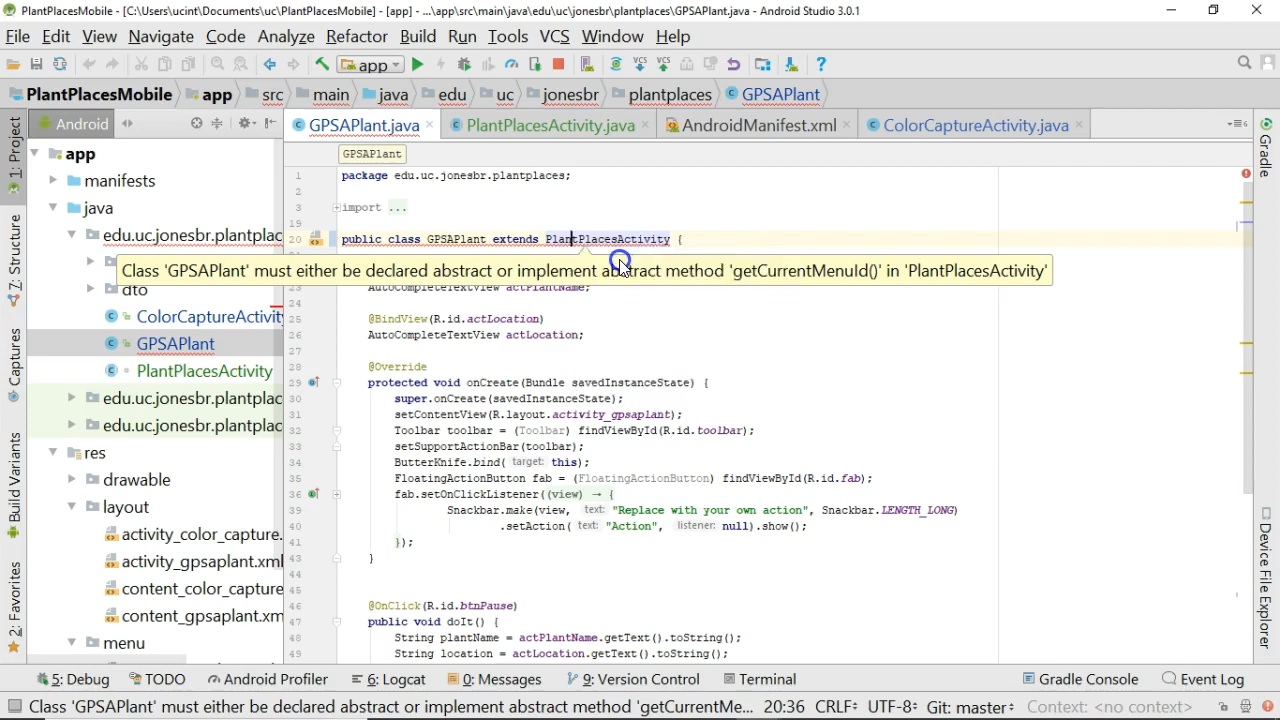 PlantPlacesMobile - [C:\Users\ucint\Documents\uc\PlantPlacesMobile] - [app] - ...\app\src\main\java\edu\uc\jonesbr\plantplaces\GPSAPlant.java - Android Studio 3.0.1
File Edit View Navigate Code Analyze Refactor Build Run Tools VCS Window Help
app
PlantPlacesMobile app src main java edu uc jonesbr plantplaces GPSAPlant
Android
GPSAPlant.java PlantPlacesActivity.java AndroidManifest.xml ColorCaptureActivity.java
GPSAPlant
app
manifests
java
edu.uc.jonesbr.plantplac
dto
ColorCaptureActivity
GPSAPlant
PlantPlacesActivity
edu.uc.jonesbr.plantplac
edu.uc.jonesbr.plantplac
res
drawable
layout
activity_color_capture.
activity_gpsaplant.xml
content_color_capture
content_gpsaplant.xm
menu
1 package edu.uc.jonesbr.plantplaces;
2
3 import ...
19
20 public class GPSAPlant extends PlantPlacesActivity {
Class 'GPSAPlant' must either be declared abstract or implement abstract method 'getCurrentMenuId()' in 'PlantPlacesActivity'
AutoCompleteTextView actPlantName;
24
25 @BindView(R.id.actLocation)
26 AutoCompleteTextView actLocation;
27
28 @Override
29 protected void onCreate(Bundle savedInstanceState) {
30 super.onCreate(savedInstanceState);
31 setContentView(R.layout.activity_gpsaplant);
32 Toolbar toolbar = (Toolbar) findViewById(R.id.toolbar);
33 setSupportActionBar(toolbar);
34 ButterKnife.bind( target: this);
35 FloatingActionButton fab = (FloatingActionButton) findViewById(R.id.fab);
36 fab.setOnClickListener((view) → {
39 Snackbar.make(view, text: "Replace with your own action", Snackbar.LENGTH_LONG)
40 .setAction( text: "Action", listener: null).show();
41 });
43 }
44
45
46 @OnClick(R.id.btnPause)
47 public void doIt() {
48 String plantName = actPlantName.getText().toString();
49 String location = actLocation.getText().toString();
1: Project
7: Structure
Captures
Build Variants
2: Favorites
Gradle
Device File Explorer
5: Debug TODO Android Profiler 6: Logcat 0: Messages 9: Version Control Terminal Gradle Console Event Log
Class 'GPSAPlant' must either be declared abstract or implement abstract method 'getCurrentMe... 20:36 CRLF UTF-8 Git: master Context: <no context>